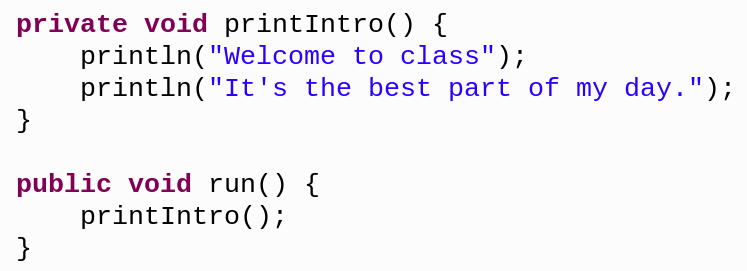 private void printIntro() {
    println("Welcome to class");
    println("It's the best part of my day.");
}

public void run() {
    printIntro();
}